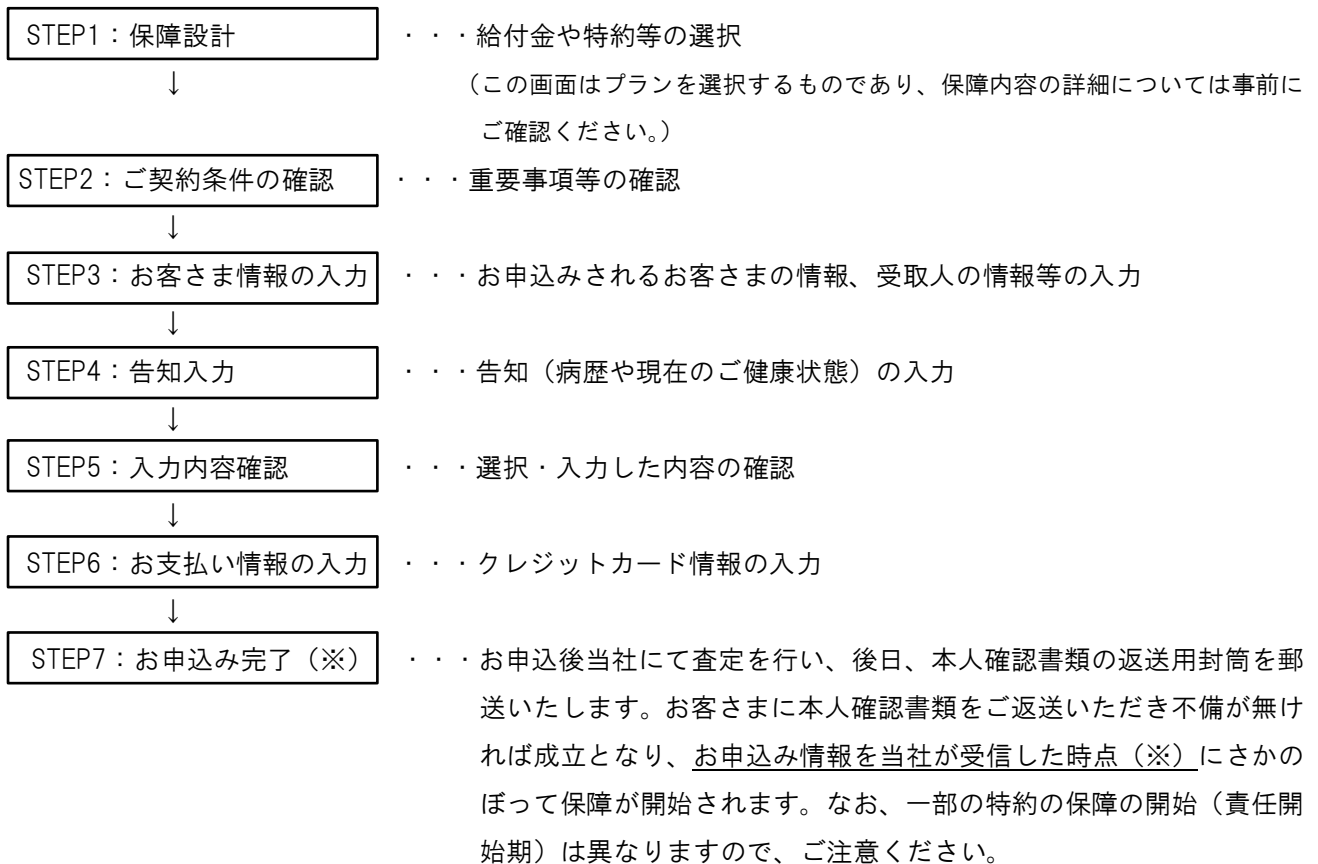 STEP1：保障設計 ・・・給付金や特約等の選択
↓ （この画面はプランを選択するものであり、保障内容の詳細については事前に
ご確認ください。）
STEP2：ご契約条件の確認 ・・・重要事項等の確認
↓
STEP3：お客さま情報の入力 ・・・お申込みされるお客さまの情報、受取人の情報等の入力
↓
STEP4：告知入力 ・・・告知（病歴や現在のご健康状態）の入力
↓
STEP5：入力内容確認 ・・・選択・入力した内容の確認
↓
STEP6：お支払い情報の入力 ・・・クレジットカード情報の入力
↓
STEP7：お申込み完了（※） ・・・お申込後当社にて査定を行い、後日、本人確認書類の返送用封筒を郵
送いたします。お客さまに本人確認書類をご返送いただき不備が無け
れば成立となり、お申込み情報を当社が受信した時点（※）にさかの
ぼって保障が開始されます。なお、一部の特約の保障の開始（責任開
始期）は異なりますので、ご注意ください。